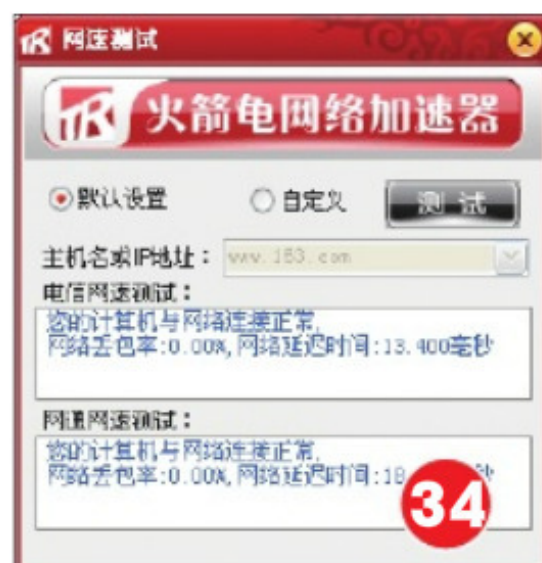 网速测试
TR 火箭龟网络加速器
默认设置 自定义 测 试
主机名或IP地址： www.163.com
电信网速测试：
您的计算机与网络连接正常,
网络丢包率:0.00%,网络延迟时间:13.400毫秒
网通网速测试：
您的计算机与网络连接正常,
网络丢包率:0.00%,网络延迟时间:18 秒
34